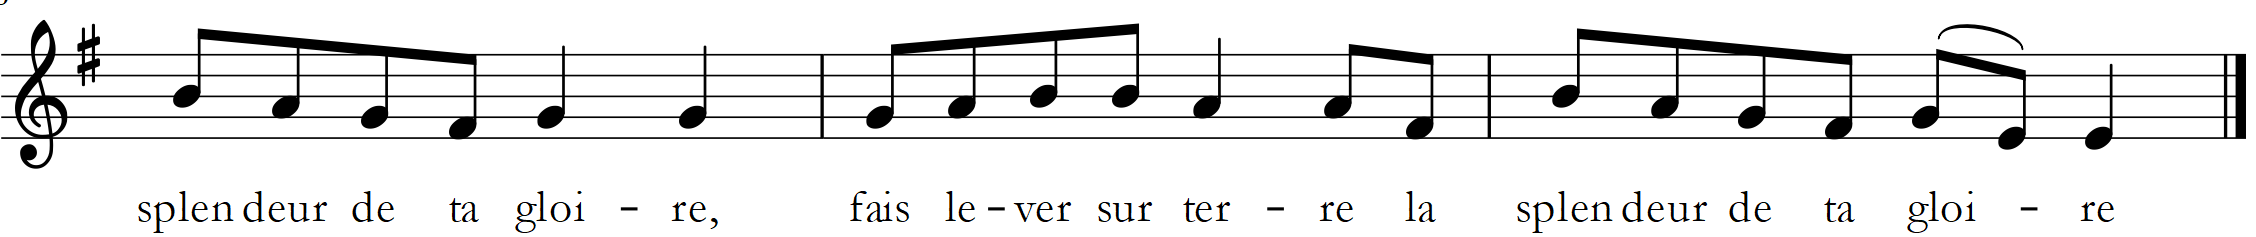 splen deur de ta gloi - re, fais le - ver sur ter - re la splen deur de ta gloi - re